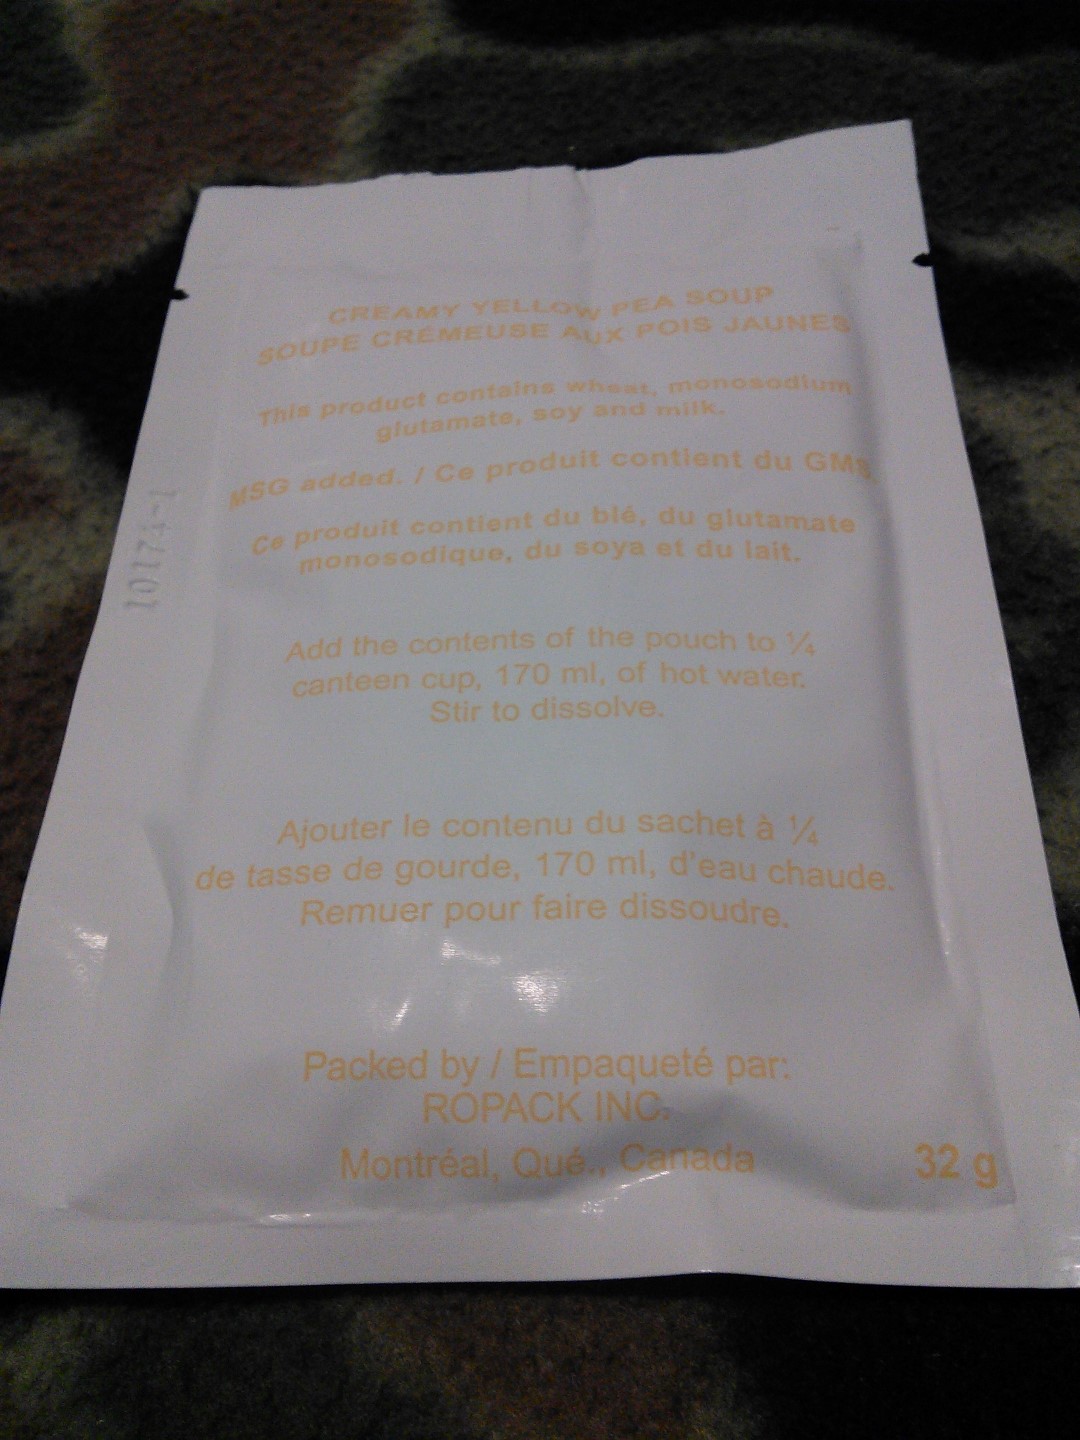 CREAMY YELLOW PEA SOUP
SOUPE CRÉMEUSE AUX POIS JAUNES
This product contains wheat, monosodium
glutamate, soy and milk.
MSG added. / Ce produit contient du GMS.
Ce produit contient du blé, du glutamate
monosodique, du soya et du lait.
10174-1
Add the contents of the pouch to ¼
canteen cup, 170 ml, of hot water.
Stir to dissolve.
Ajouter le contenu du sachet à ¼
de tasse de gourde, 170 ml, d'eau chaude.
Remuer pour faire dissoudre.
Packed by / Empaqueté par:
ROPACK INC.
Montréal, Qué., Canada
32 g